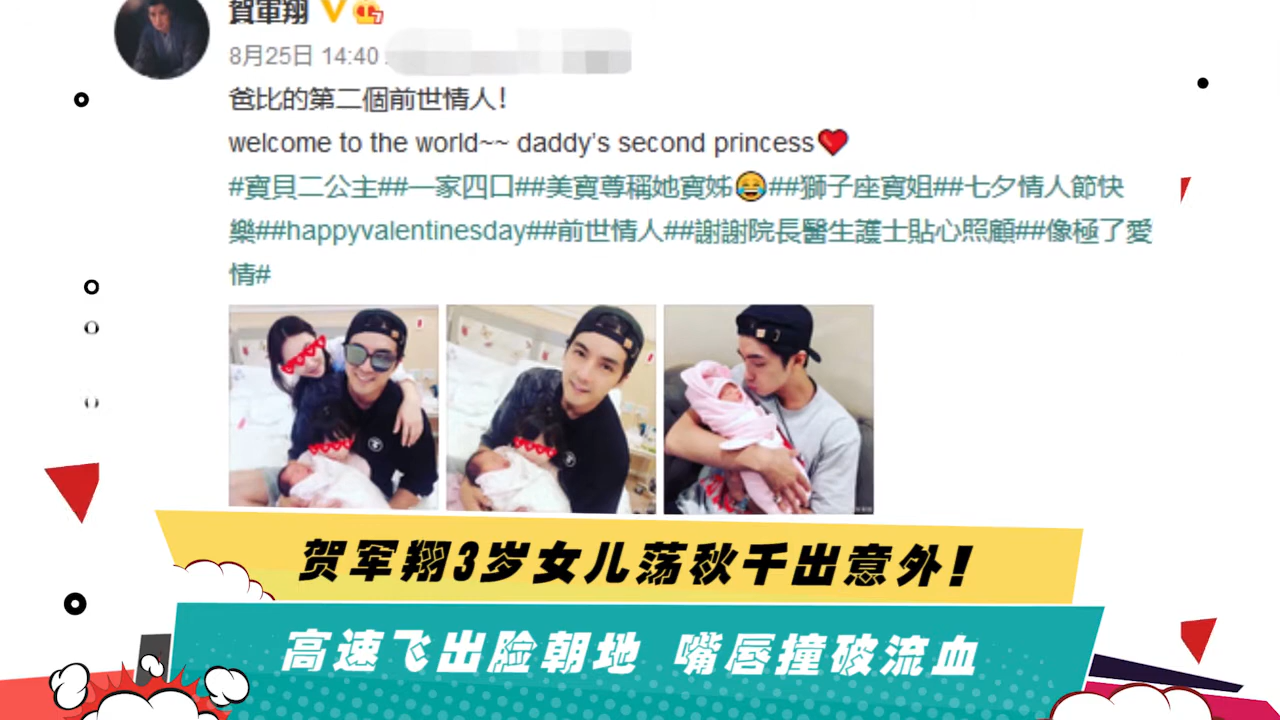 賀軍翔
8月25日 14:40
爸比的第二個前世情人！
welcome to the world~~ daddy's second princess
#寶貝二公主##一家四口##美寶尊稱她寶姊##獅子座寶姐##七夕情人節快
樂##happyvalentinesday##前世情人##謝謝院長醫生護士貼心照顧##像極了愛
情#
贺军翔3岁女儿荡秋千出意外！
高速飞出脸朝地 嘴唇撞破流血